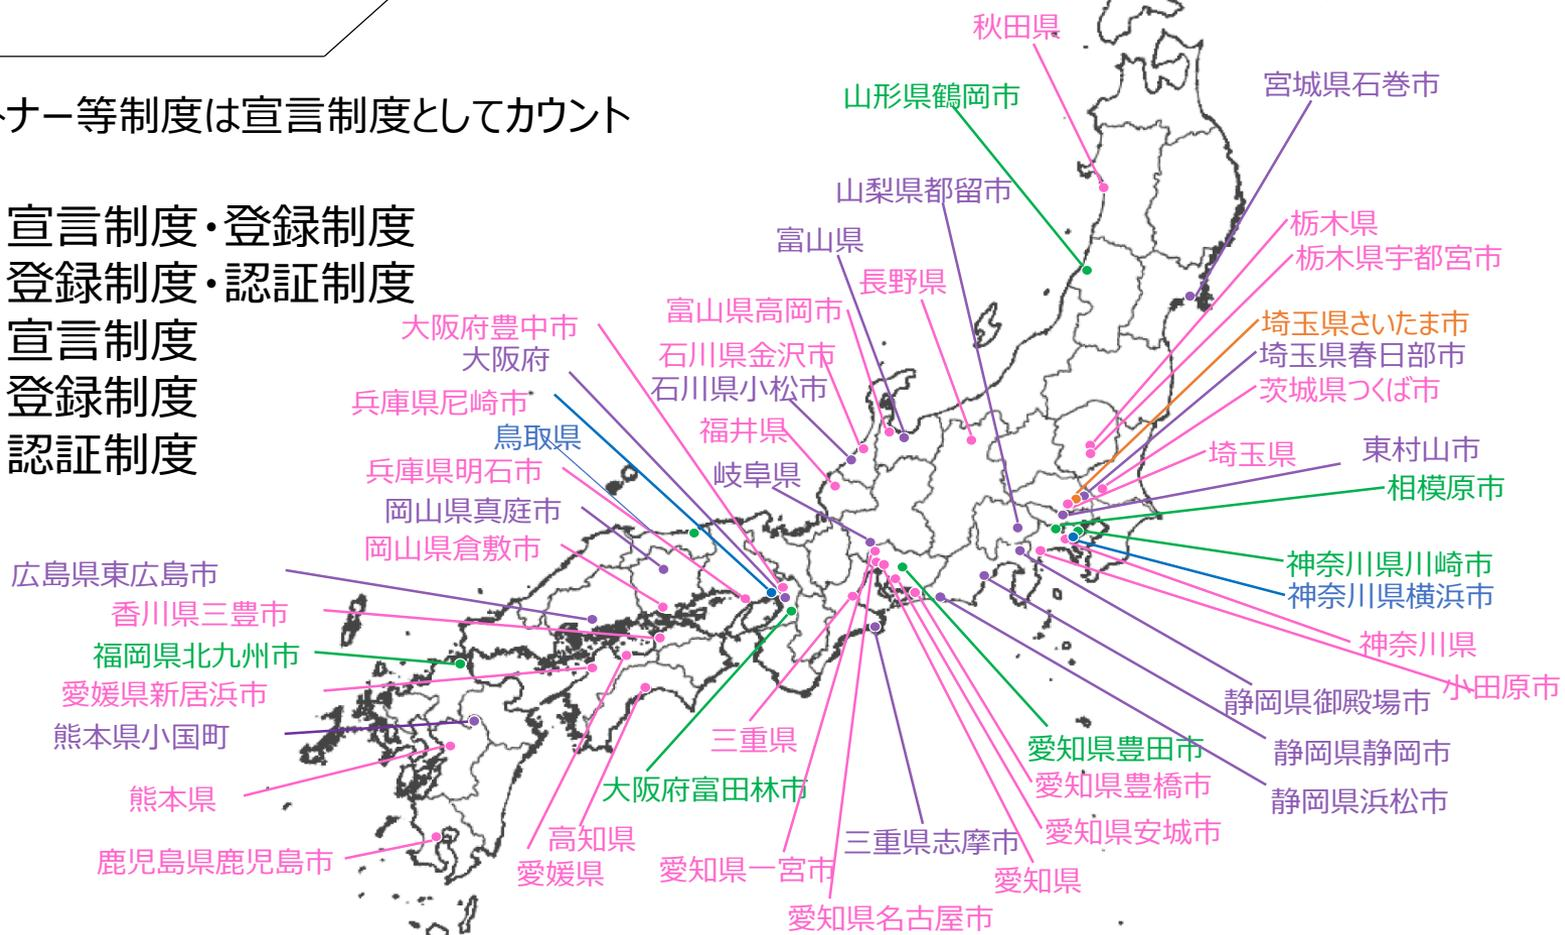 ートナー等制度は宣言制度としてカウント
宣言制度・登録制度
登録制度・認証制度
宣言制度
登録制度
認証制度
秋田県
宮城県石巻市
山形県鶴岡市
山梨県都留市
栃木県
富山県
栃木県宇都宮市
長野県
富山県高岡市
大阪府豊中市
埼玉県さいたま市
石川県金沢市
埼玉県春日部市
大阪府
石川県小松市
茨城県つくば市
兵庫県尼崎市
福井県
鳥取県
東村山市
埼玉県
兵庫県明石市
岐阜県
相模原市
岡山県真庭市
岡山県倉敷市
神奈川県川崎市
広島県東広島市
神奈川県横浜市
香川県三豊市
神奈川県
福岡県北九州市
小田原市
愛媛県新居浜市
静岡県御殿場市
熊本県小国町
三重県
愛知県豊田市
静岡県静岡市
愛知県豊橋市
大阪府富田林市
熊本県
静岡県浜松市
愛知県安城市
高知県
三重県志摩市
鹿児島県鹿児島市
愛媛県
愛知県一宮市
愛知県
愛知県名古屋市